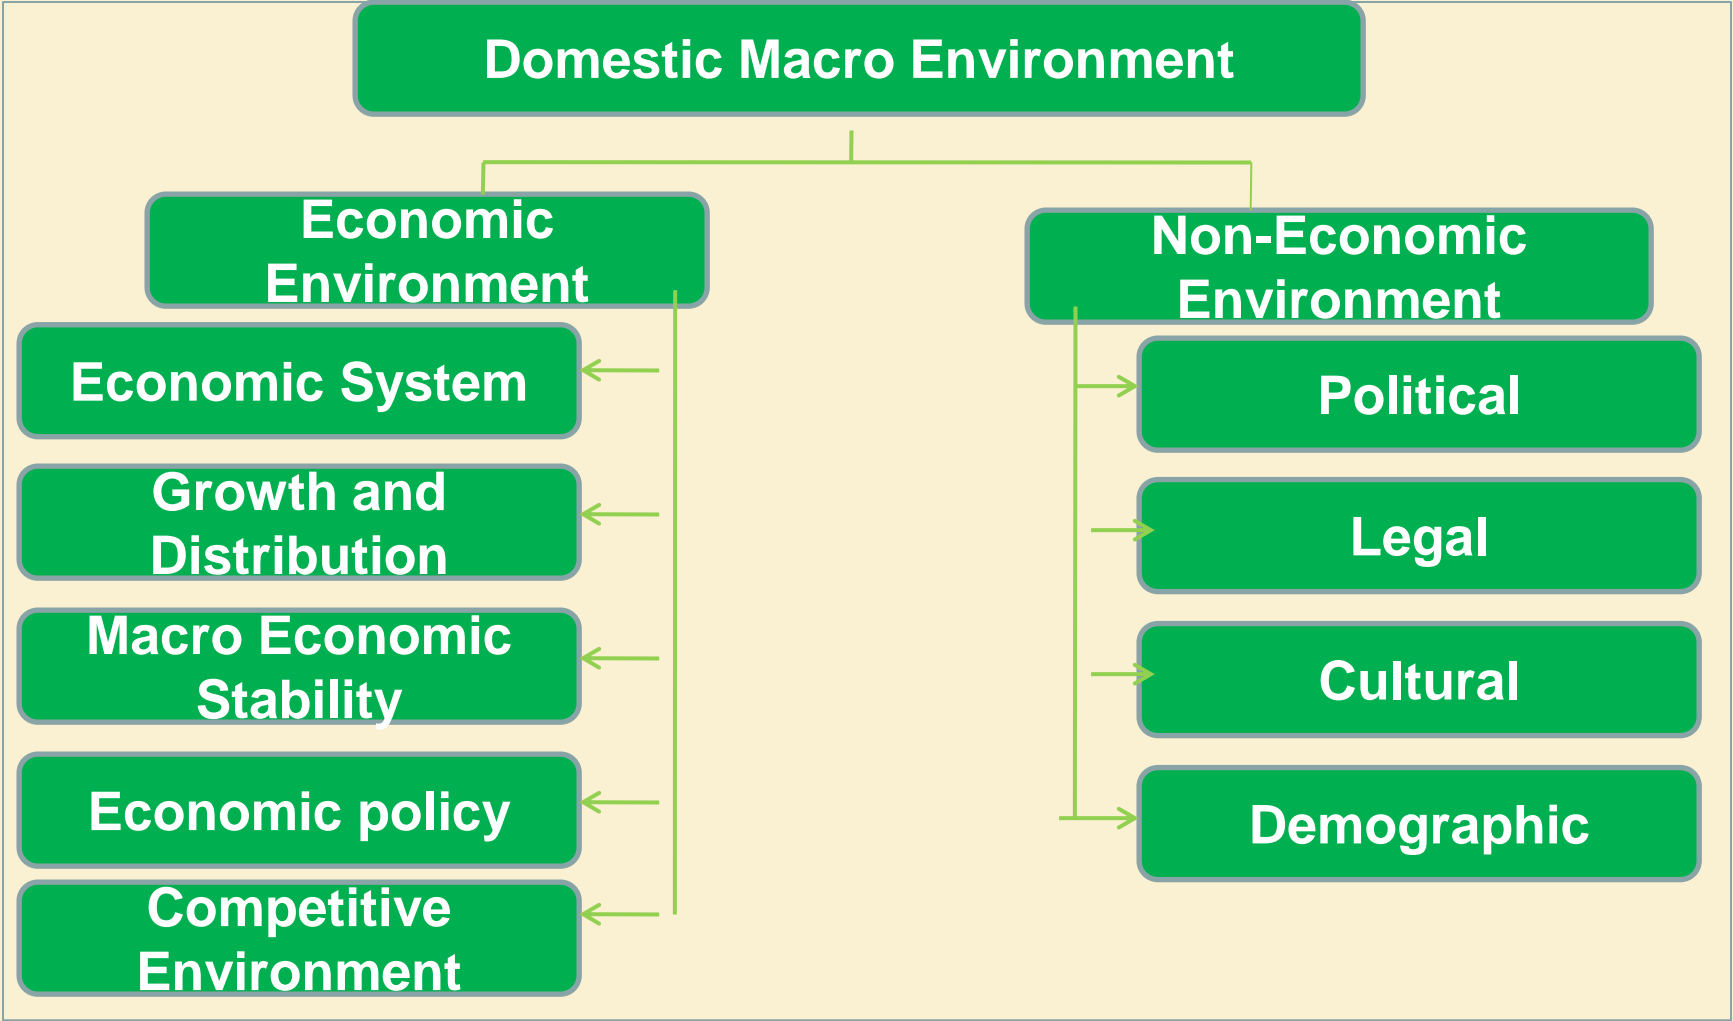 Domestic Macro Environment
Economic
Environment
Economic System
Growth and
Distribution
Macro Economic
Stability
Economic policy
Competitive
Environment
Non-Economic
Environment
Political
Legal
Cultural
Demographic